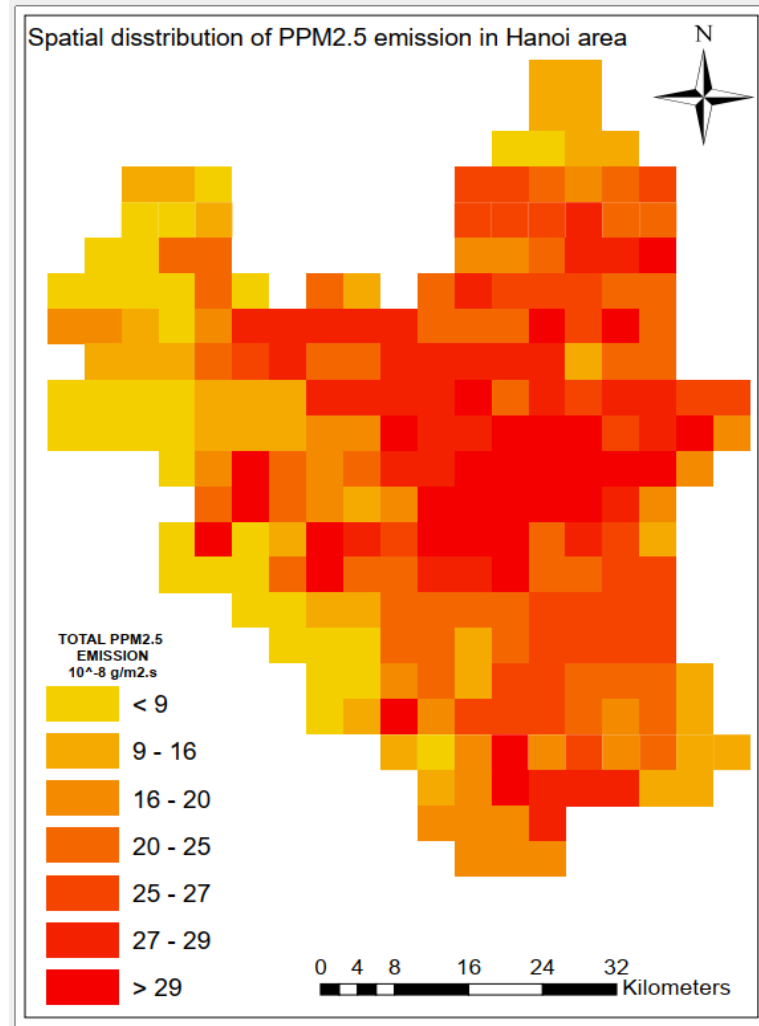 Spatial disstribution of PPM2.5 emission in Hanoi area
N
TOTAL PPM2.5
EMISSION
10^-8 g/m2.s
< 9
9 - 16
16 - 20
20 - 25
25 - 27
27 - 29
> 29
0 4 8 16 24 32
Kilometers